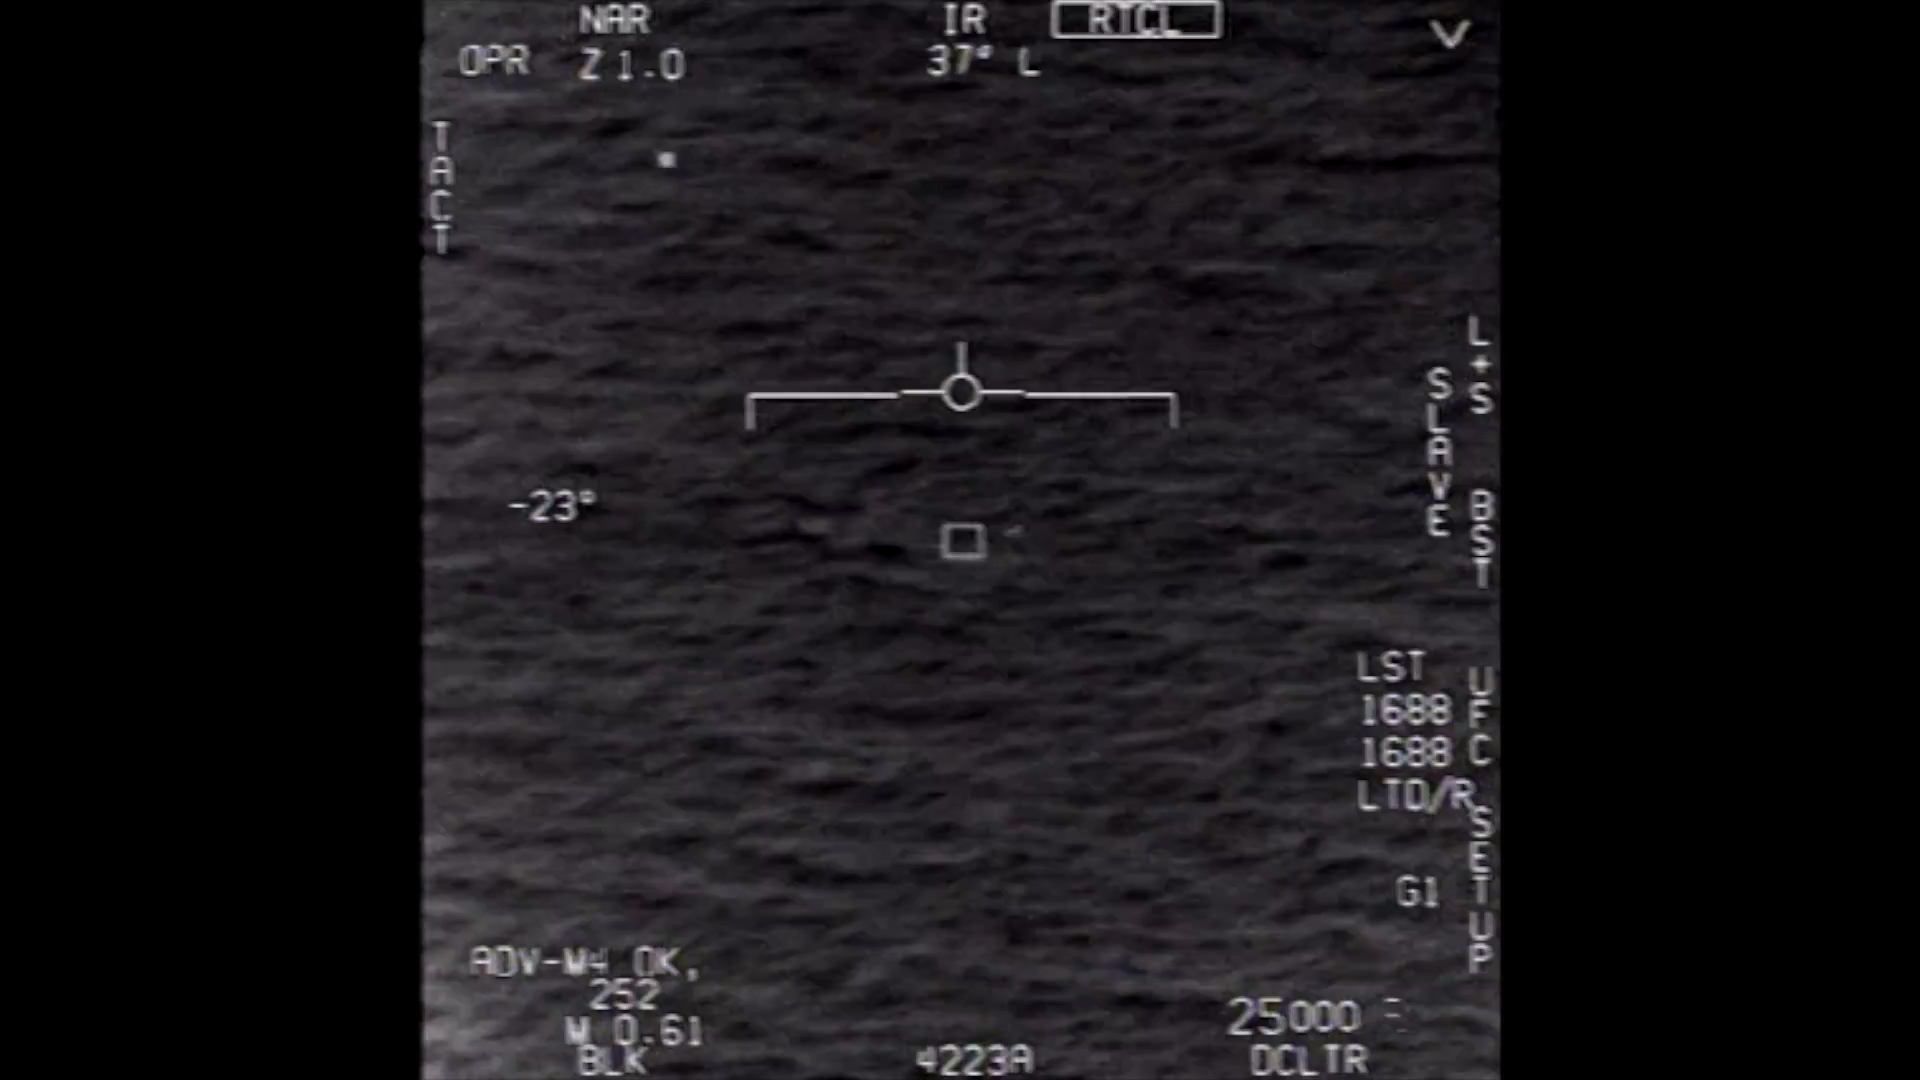 NAR
IR
RTCL
OPR
Z 1.0
37° L
TACT
L+S
SLAVE
-23°
BST
LST
1688
1688
UFC
LTD/R
SETUP
G1
ADV-M4 OK,
252
M 0.61
25000
BLK
4223A
DCLTR